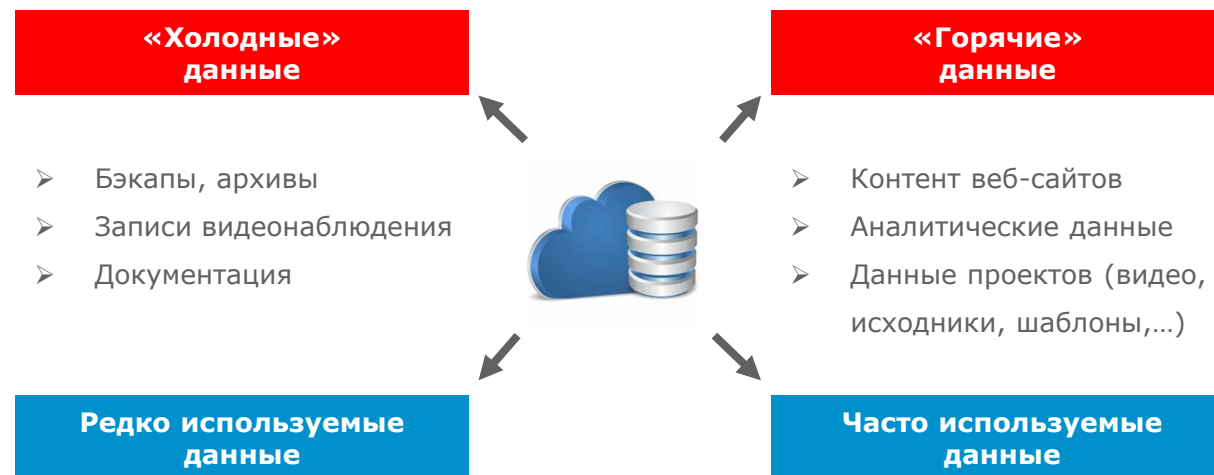 «Холодные»
данные
Бэкапы, архивы
Записи видеонаблюдения
Документация
Редко используемые
данные
«Горячие»
данные
Контент веб-сайтов
Аналитические данные
Данные проектов (видео,
исходники, шаблоны,...)
Часто используемые
данные